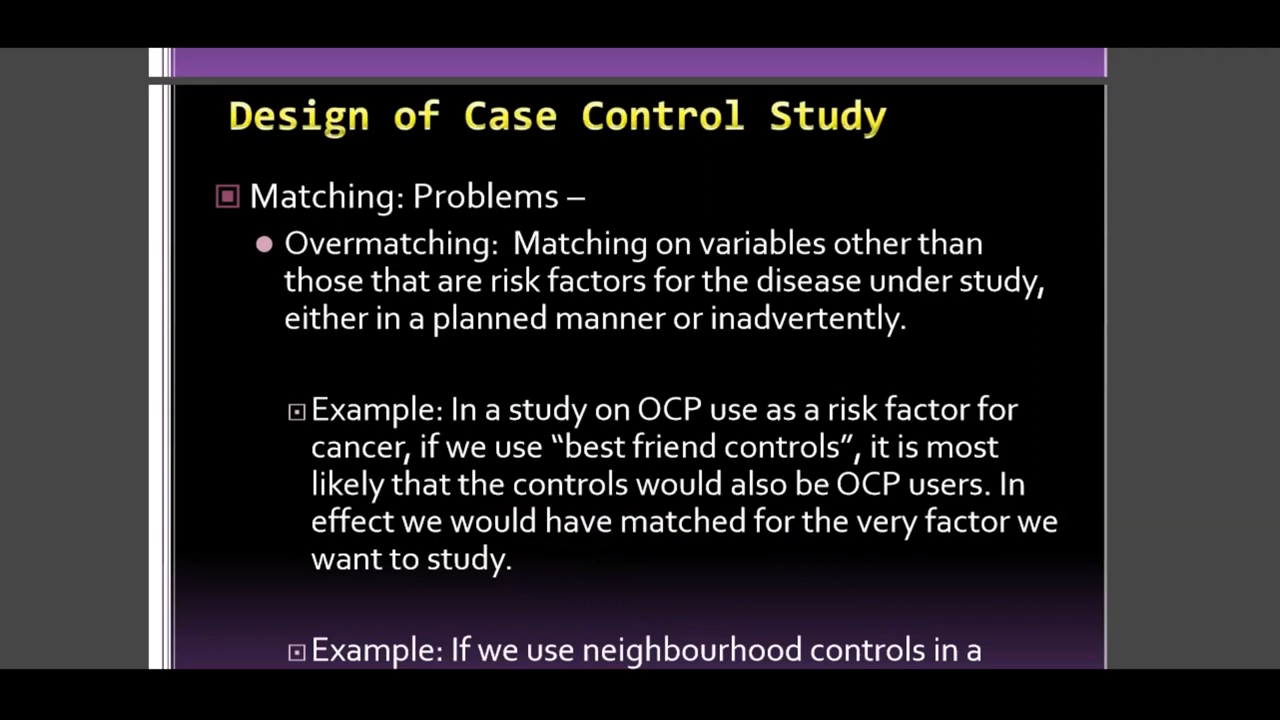 Design of Case Control Study
Matching: Problems –
Overmatching: Matching on variables other than
those that are risk factors for the disease under study,
either in a planned manner or inadvertently.
Example: In a study on OCP use as a risk factor for
cancer, if we use “best friend controls”, it is most
likely that the controls would also be OCP users. In
effect we would have matched for the very factor we
want to study.
Example: If we use neighbourhood controls in a